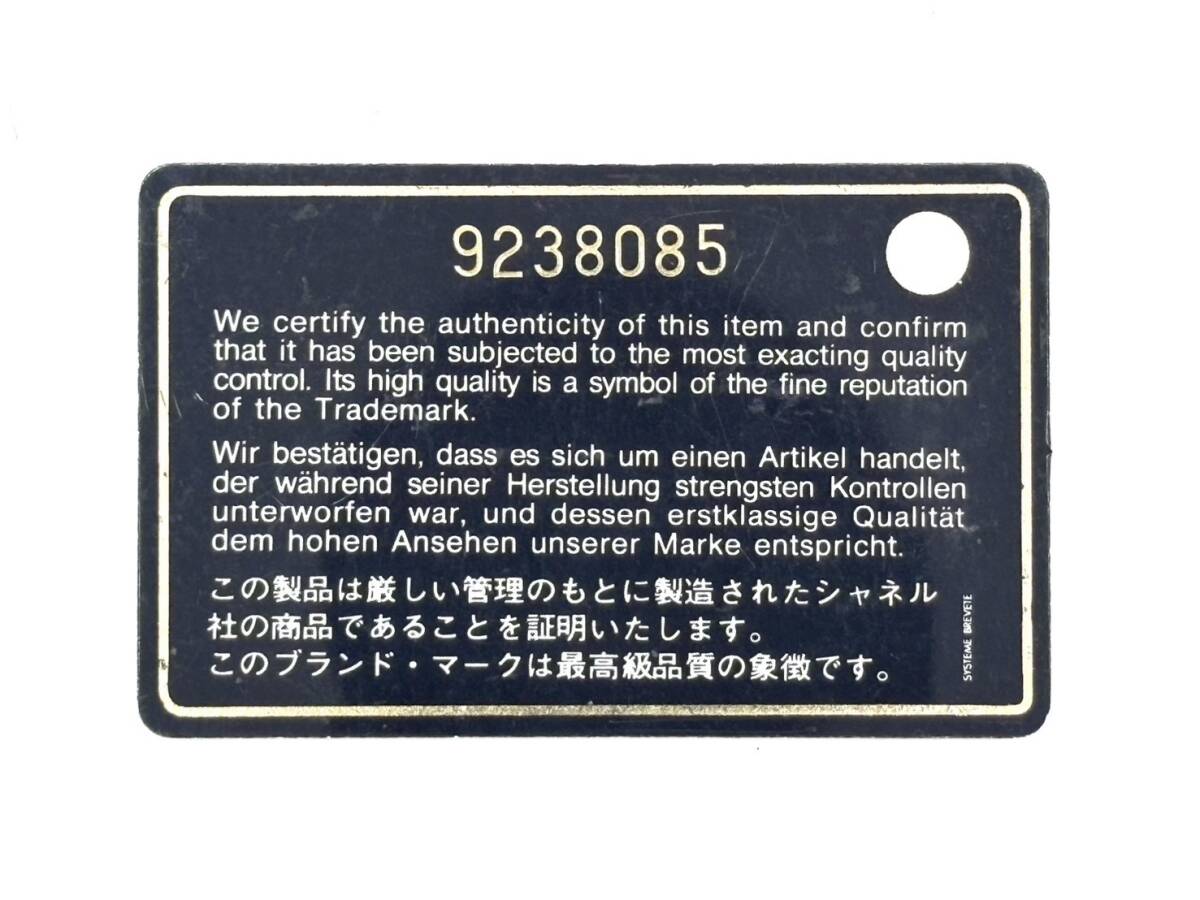 9238085
We certify the authenticity of this item and confirm
that it has been subjected to the most exacting quality
control. Its high quality is a symbol of the fine reputation
of the Trademark.
Wir bestätigen, dass es sich um einen Artikel handelt,
der während seiner Herstellung strengsten Kontrollen
unterworfen war, und dessen erstklassige Qualität
dem hohen Ansehen unserer Marke entspricht.
この製品は厳しい管理のもとに製造されたシャネル
社の商品であることを証明いたします。
このブランド・マークは最高級品質の象徴です。
SYSTEME BREVETE